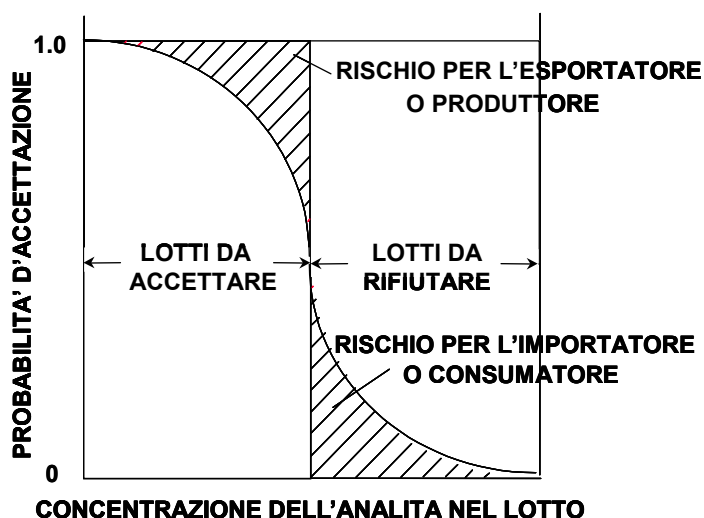 1.0
RISCHIO PER L'ESPORTATORE
O PRODUTTORE
PROBABILITA' D'ACCETTAZIONE
LOTTI DA
ACCETTARE
LOTTI DA
RIFIUTARE
RISCHIO PER L'IMPORTATORE
O CONSUMATORE
0
CONCENTRAZIONE DELL'ANALITA NEL LOTTO